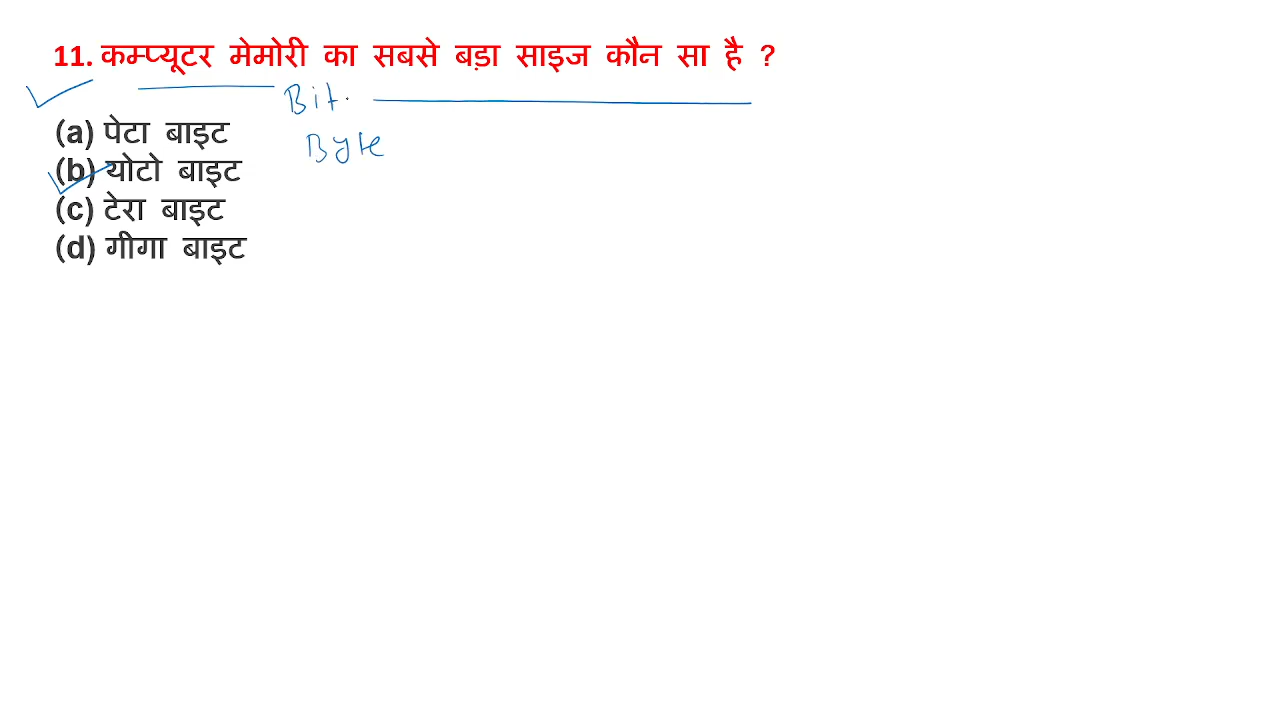 11. कम्प्यूटर मेमोरी का सबसे बड़ा साइज कौन सा है ?
Bit.
(a) पेटा बाइट
Byte
(b) योटो बाइट
(c) टेरा बाइट
(d) गीगा बाइट